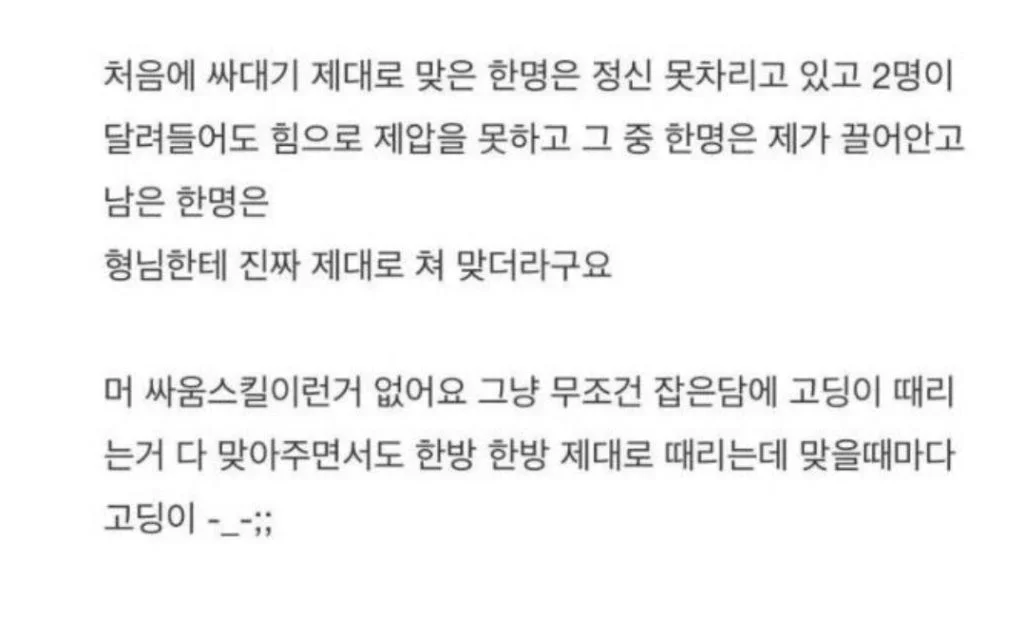 처음에 싸대기 제대로 맞은 한명은 정신 못차리고 있고 2명이
달려들어도 힘으로 제압을 못하고 그 중 한명은 제가 끌어안고
남은 한명은
형님한테 진짜 제대로 쳐 맞더라구요
머 싸움스킬이런거 없어요 그냥 무조건 잡은담에 고딩이 때리
는거 다 맞아주면서도 한방 한방 제대로 때리는데 맞을때마다
고딩이 -_-;;